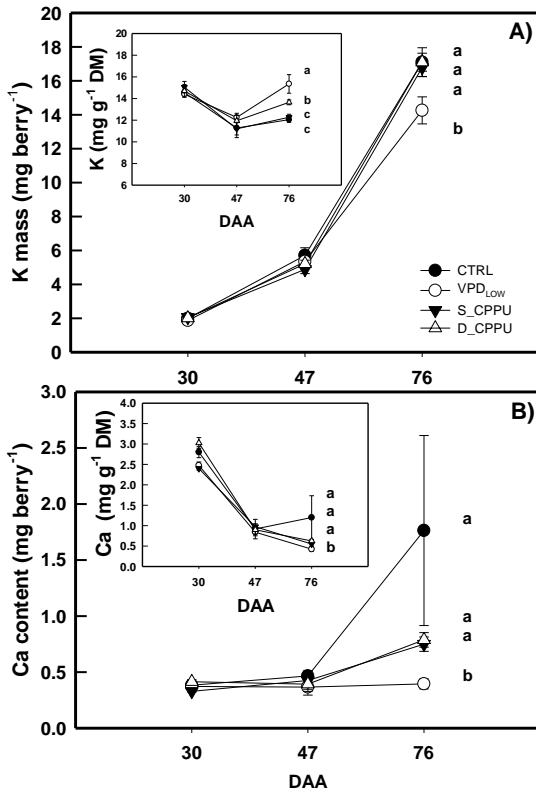 A)
K mass (mg berry⁻¹)
20
18
16
14
12
10
8
6
4
2
0
30
47
76
a
a
a
b
K (mg g⁻¹ DM)
20
18
16
14
12
10
8
6
30
47
76
DAA
a
b
c
c
CTRL
VPD_LOW
S_CPPU
D_CPPU
B)
Ca content (mg berry⁻¹)
3.0
2.5
2.0
1.5
1.0
0.5
0.0
30
47
76
DAA
a
a
a
b
Ca (mg g⁻¹ DM)
4.0
3.5
3.0
2.5
2.0
1.5
1.0
0.5
0.0
30
47
76
DAA
a
a
a
b